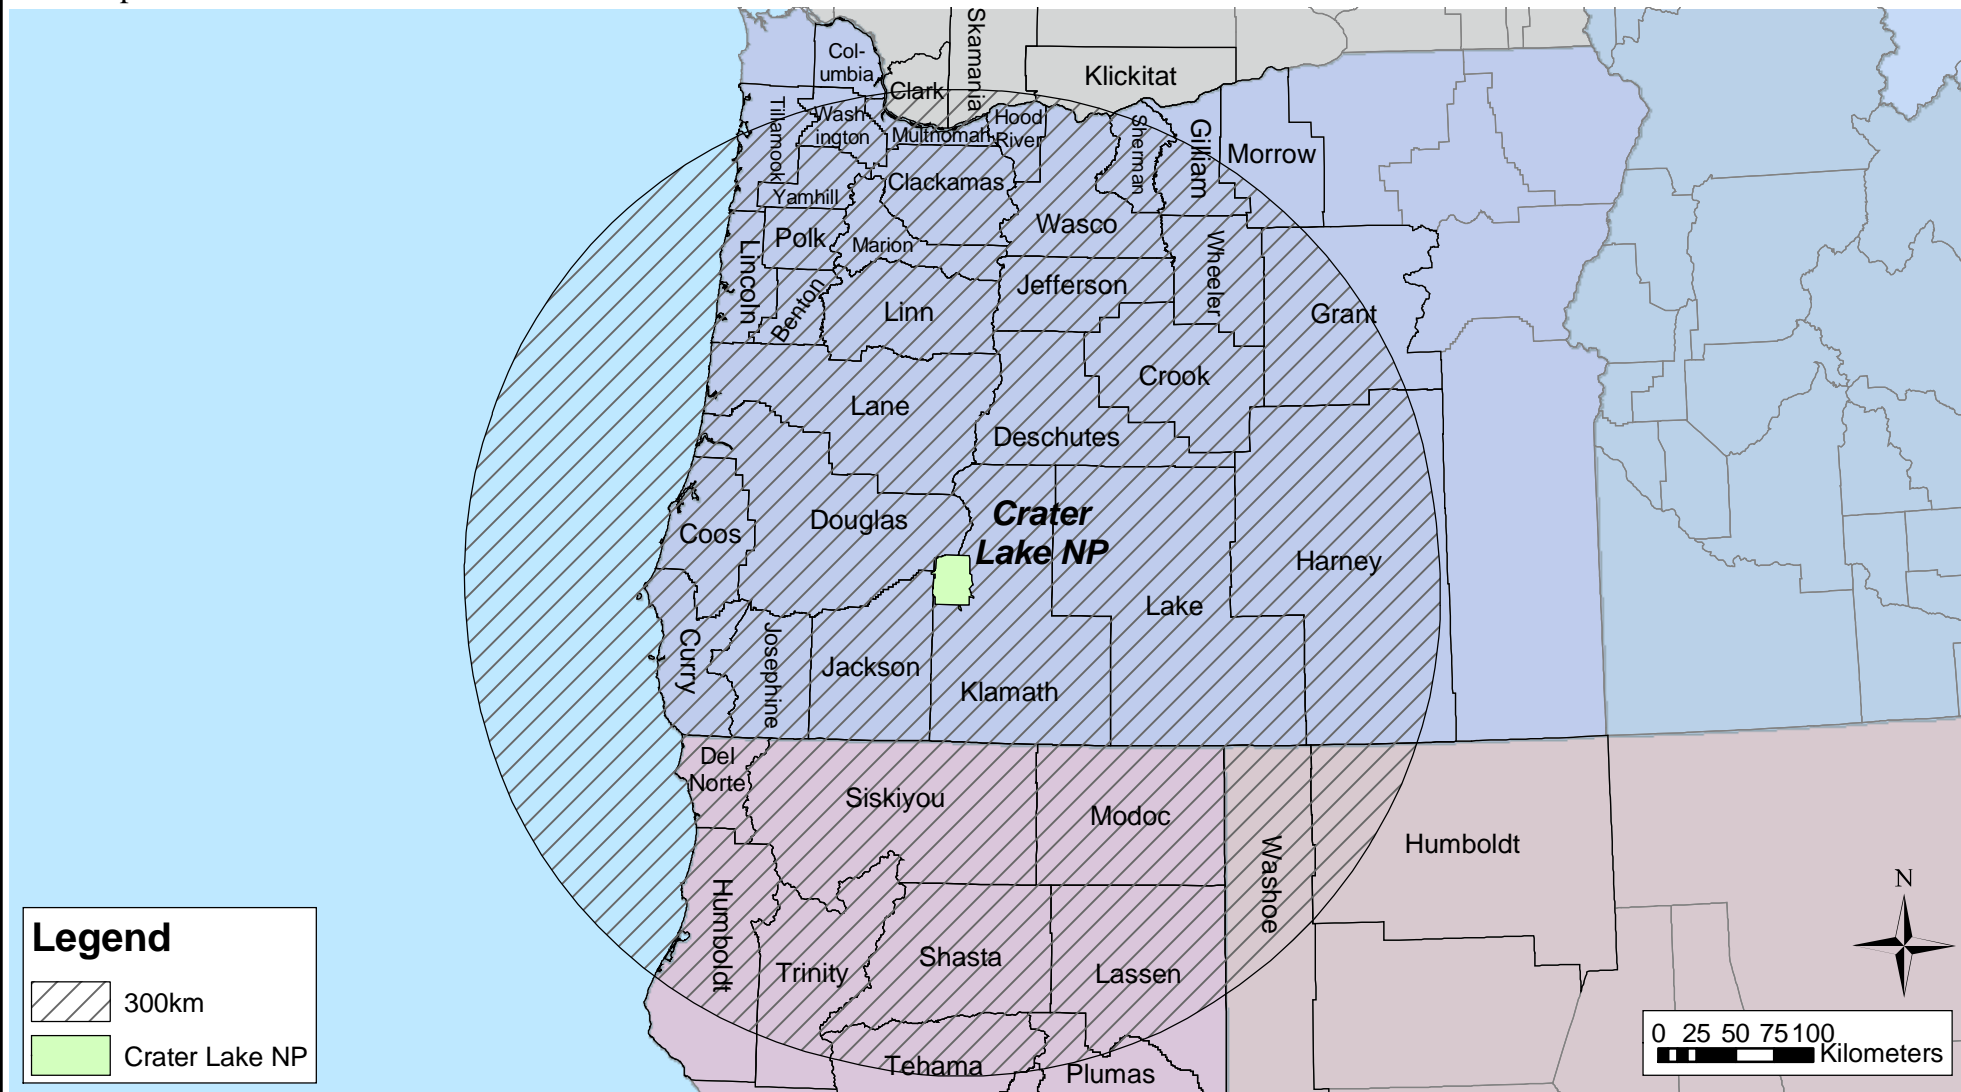 Col-
umbia
Skamania
Klickitat
Clark
Tillamook
Wash-
ington
Multnomah
Hood
River
Sherman
Gilliam
Morrow
Clackamas
Yamhill
Wasco
Polk
Marion
Lincoln
Wheeler
Jefferson
Benton
Linn
Grant
Crook
Lane
Deschutes
Crater
Lake NP
Coos
Douglas
Harney
Lake
Curry
Josephine
Jackson
Klamath
Del
Norte
Siskiyou
Modoc
Washoe
Humboldt
Humboldt
Trinity
Shasta
Lassen
Tehama
Plumas
N
Legend
300km
Crater Lake NP
0 25 50 75 100
Kilometers